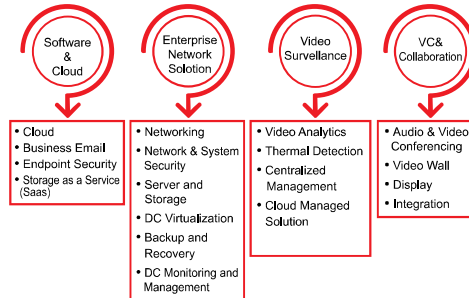 Software
&
Cloud
• Cloud
• Business Email
• Endpoint Security
• Storage as a Service
(Saas)
Enterprise
Network
Solotion
• Networking
• Network & System
Security
• Server and
Storage
• DC Virtualization
• Backup and
Recovery
• DC Monitoring and
Management
Video
Survellance
• Video Analytics
• Thermal Detection
• Centralized
Management
• Cloud Managed
Solution
VC&
Collaboration
• Audio & Video
Conferencing
• Video Wall
• Display
• Integration